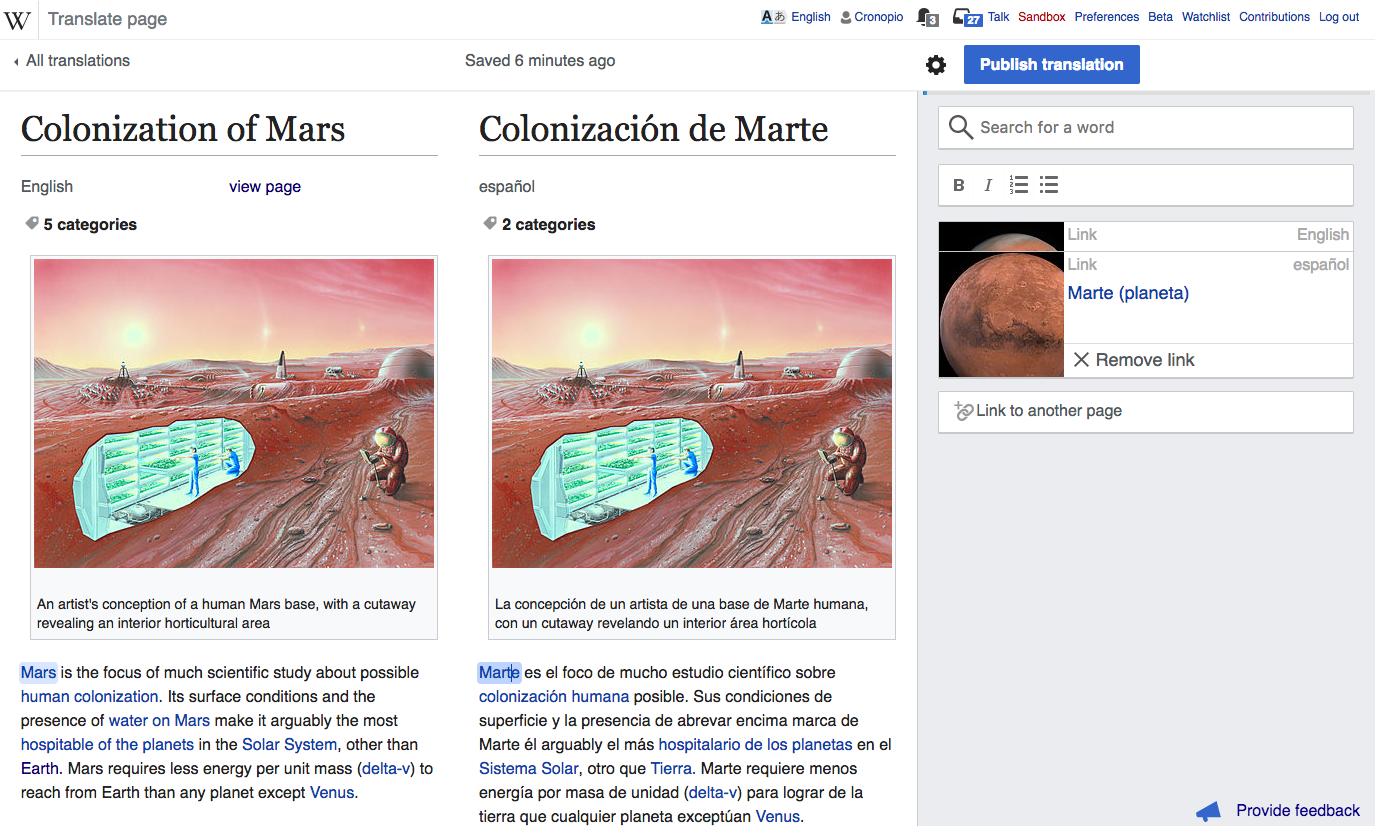 W Translate page
Aあ English Cronopio 3 27 Talk Sandbox Preferences Beta Watchlist Contributions Log out
All translations
Saved 6 minutes ago
Publish translation
Colonization of Mars
English view page
5 categories
An artist's conception of a human Mars base, with a cutaway
revealing an interior horticultural area
Mars is the focus of much scientific study about possible
human colonization. Its surface conditions and the
presence of water on Mars make it arguably the most
hospitable of the planets in the Solar System, other than
Earth. Mars requires less energy per unit mass (delta-v) to
reach from Earth than any planet except Venus.
Colonización de Marte
español
2 categories
La concepción de un artista de una base de Marte humana,
con un cutaway revelando un interior área hortícola
Marte es el foco de mucho estudio científico sobre
colonización humana posible. Sus condiciones de
superficie y la presencia de abrevar encima marca de
Marte él arguably el más hospitalario de los planetas en el
Sistema Solar, otro que Tierra. Marte requiere menos
energía por masa de unidad (delta-v) para lograr de la
tierra que cualquier planeta exceptúan Venus.
Search for a word
B I
Link English
Link español
Marte (planeta)
Remove link
Link to another page
Provide feedback